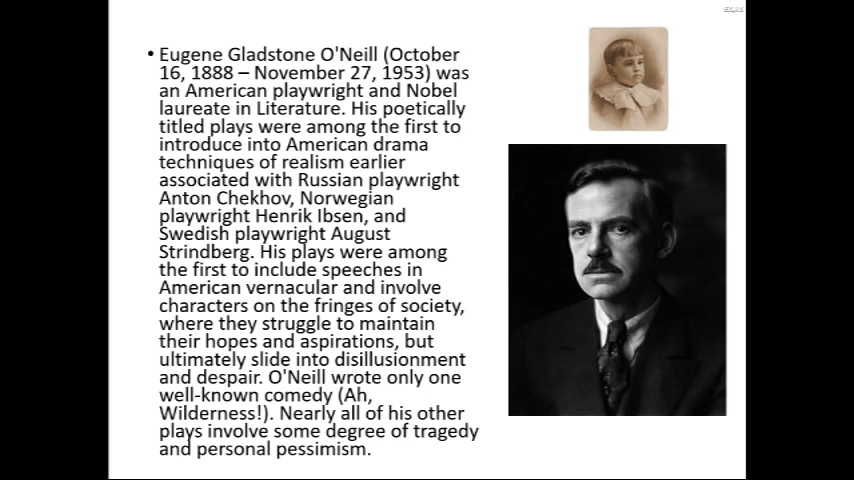 • Eugene Gladstone O'Neill (October
16, 1888 – November 27, 1953) was
an American playwright and Nobel
laureate in Literature. His poetically
titled plays were among the first to
introduce into American drama
techniques of realism earlier
associated with Russian playwright
Anton Chekhov, Norwegian
playwright Henrik Ibsen, and
Swedish playwright August
Strindberg. His plays were among
the first to include speeches in
American vernacular and involve
characters on the fringes of society,
where they struggle to maintain
their hopes and aspirations, but
ultimately slide into disillusionment
and despair. O'Neill wrote only one
well-known comedy (Ah,
Wilderness!). Nearly all of his other
plays involve some degree of tragedy
and personal pessimism.